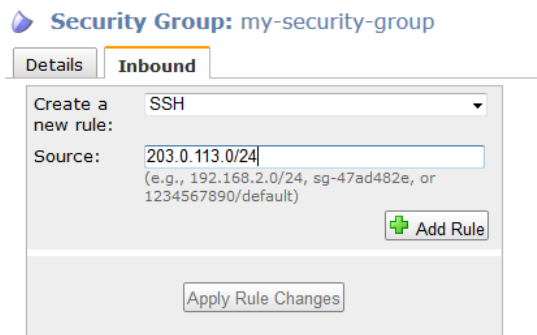 Security Group: my-security-group
Details Inbound
Create a SSH
new rule:
Source: 203.0.113.0/24
(e.g., 192.168.2.0/24, sg-47ad482e, or
1234567890/default)
Add Rule
Apply Rule Changes